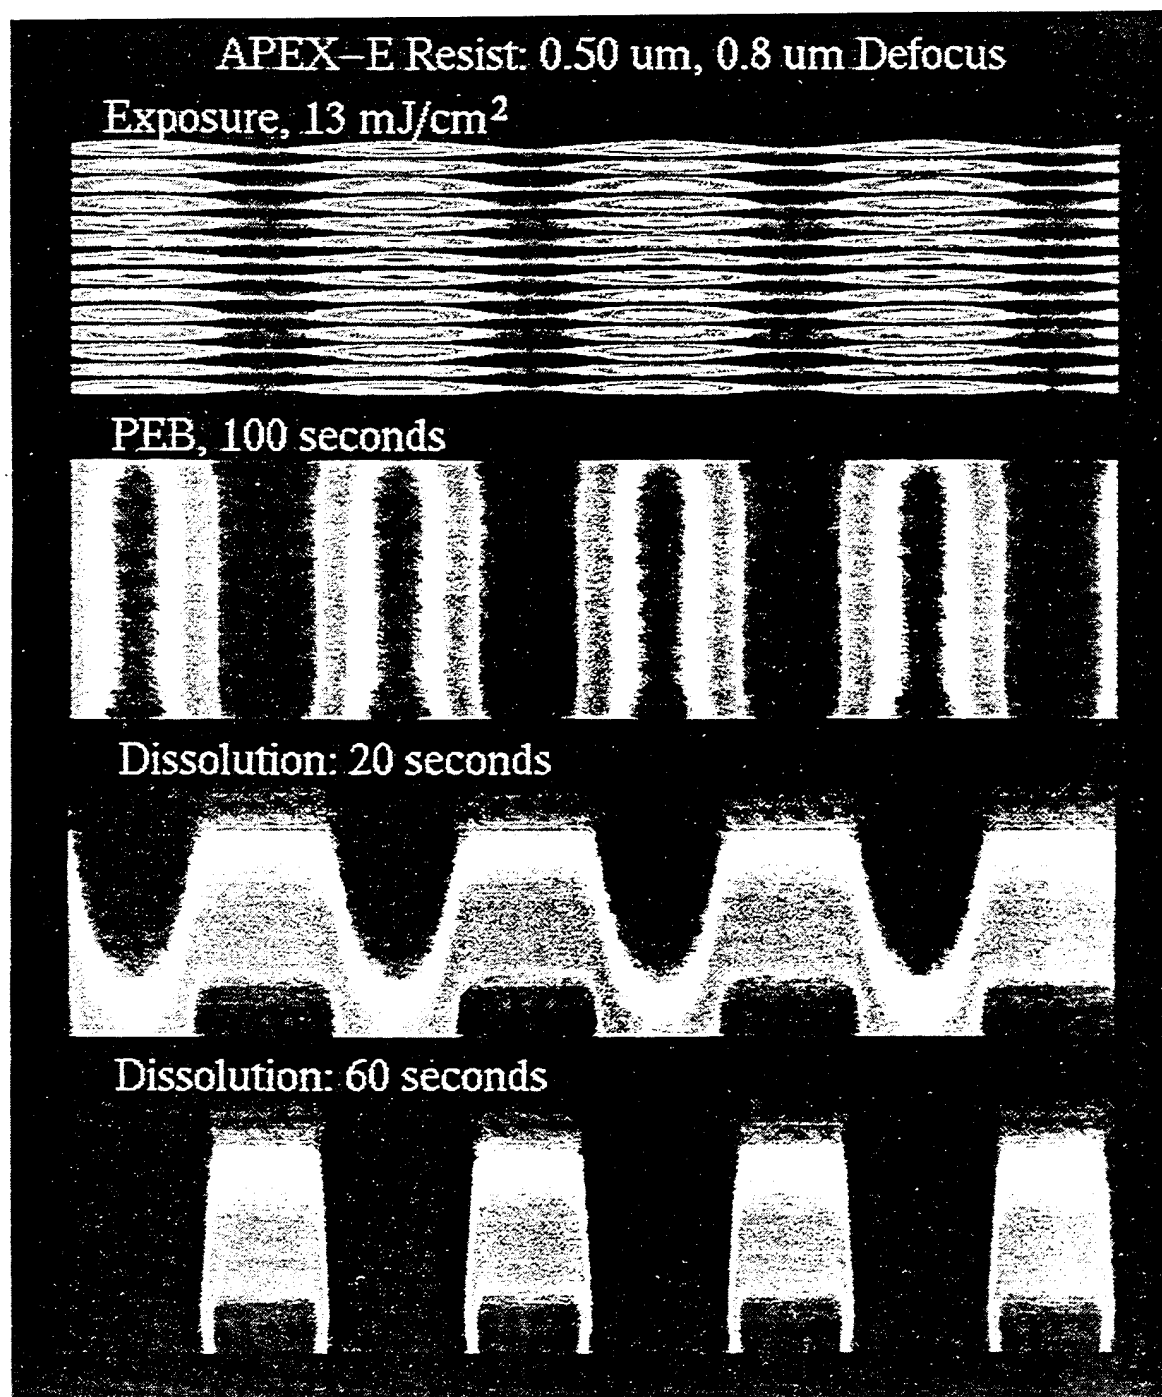 APEX–E Resist: 0.50 um, 0.8 um Defocus
Exposure, 13 mJ/cm²
PEB, 100 seconds
Dissolution: 20 seconds
Dissolution: 60 seconds